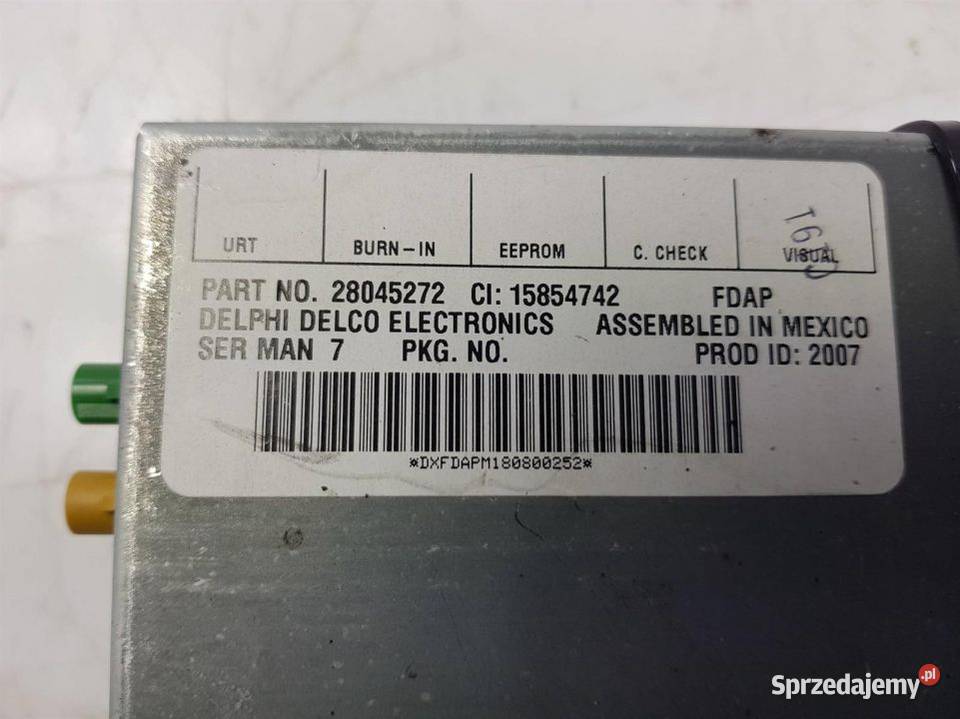 URT BURN-IN EEPROM C. CHECK VISUAL
PART NO. 28045272 CI: 15854742 FDAP
DELPHI DELCO ELECTRONICS ASSEMBLED IN MEXICO
SER MAN 7 PKG. NO. PROD ID: 2007
*DXFDAPM180800252*
Sprzedajemy.pl